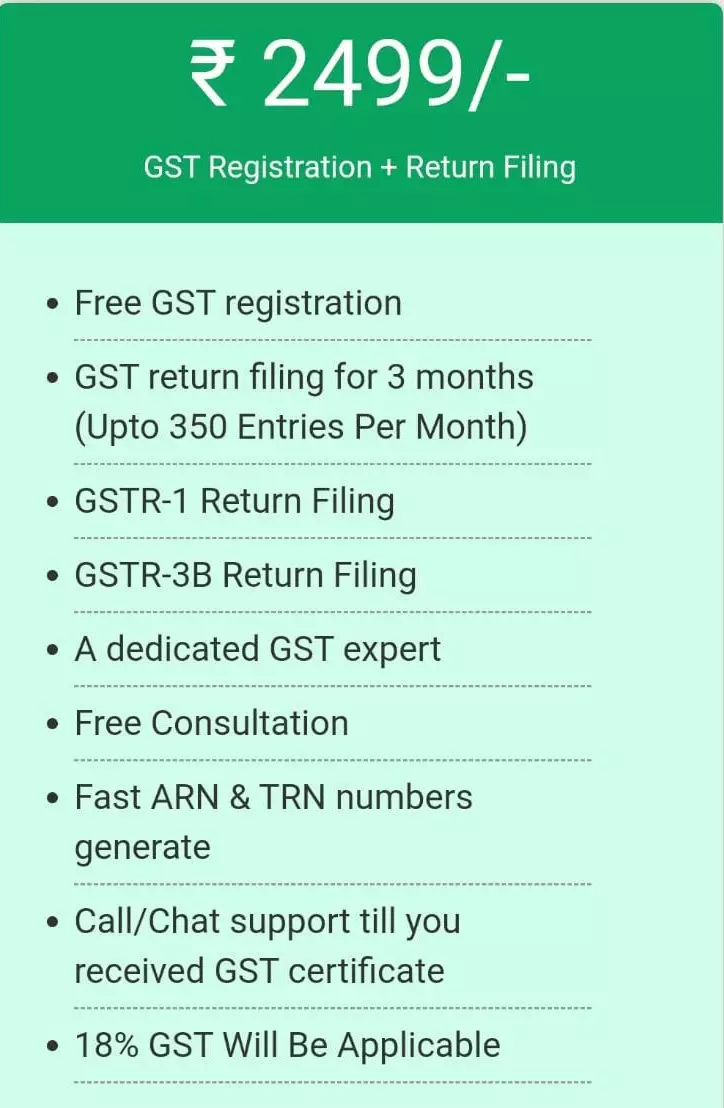 ₹ 2499/-
GST Registration + Return Filing
• Free GST registration
• GST return filing for 3 months
(Upto 350 Entries Per Month)
• GSTR-1 Return Filing
• GSTR-3B Return Filing
• A dedicated GST expert
• Free Consultation
• Fast ARN & TRN numbers
generate
• Call/Chat support till you
received GST certificate
• 18% GST Will Be Applicable